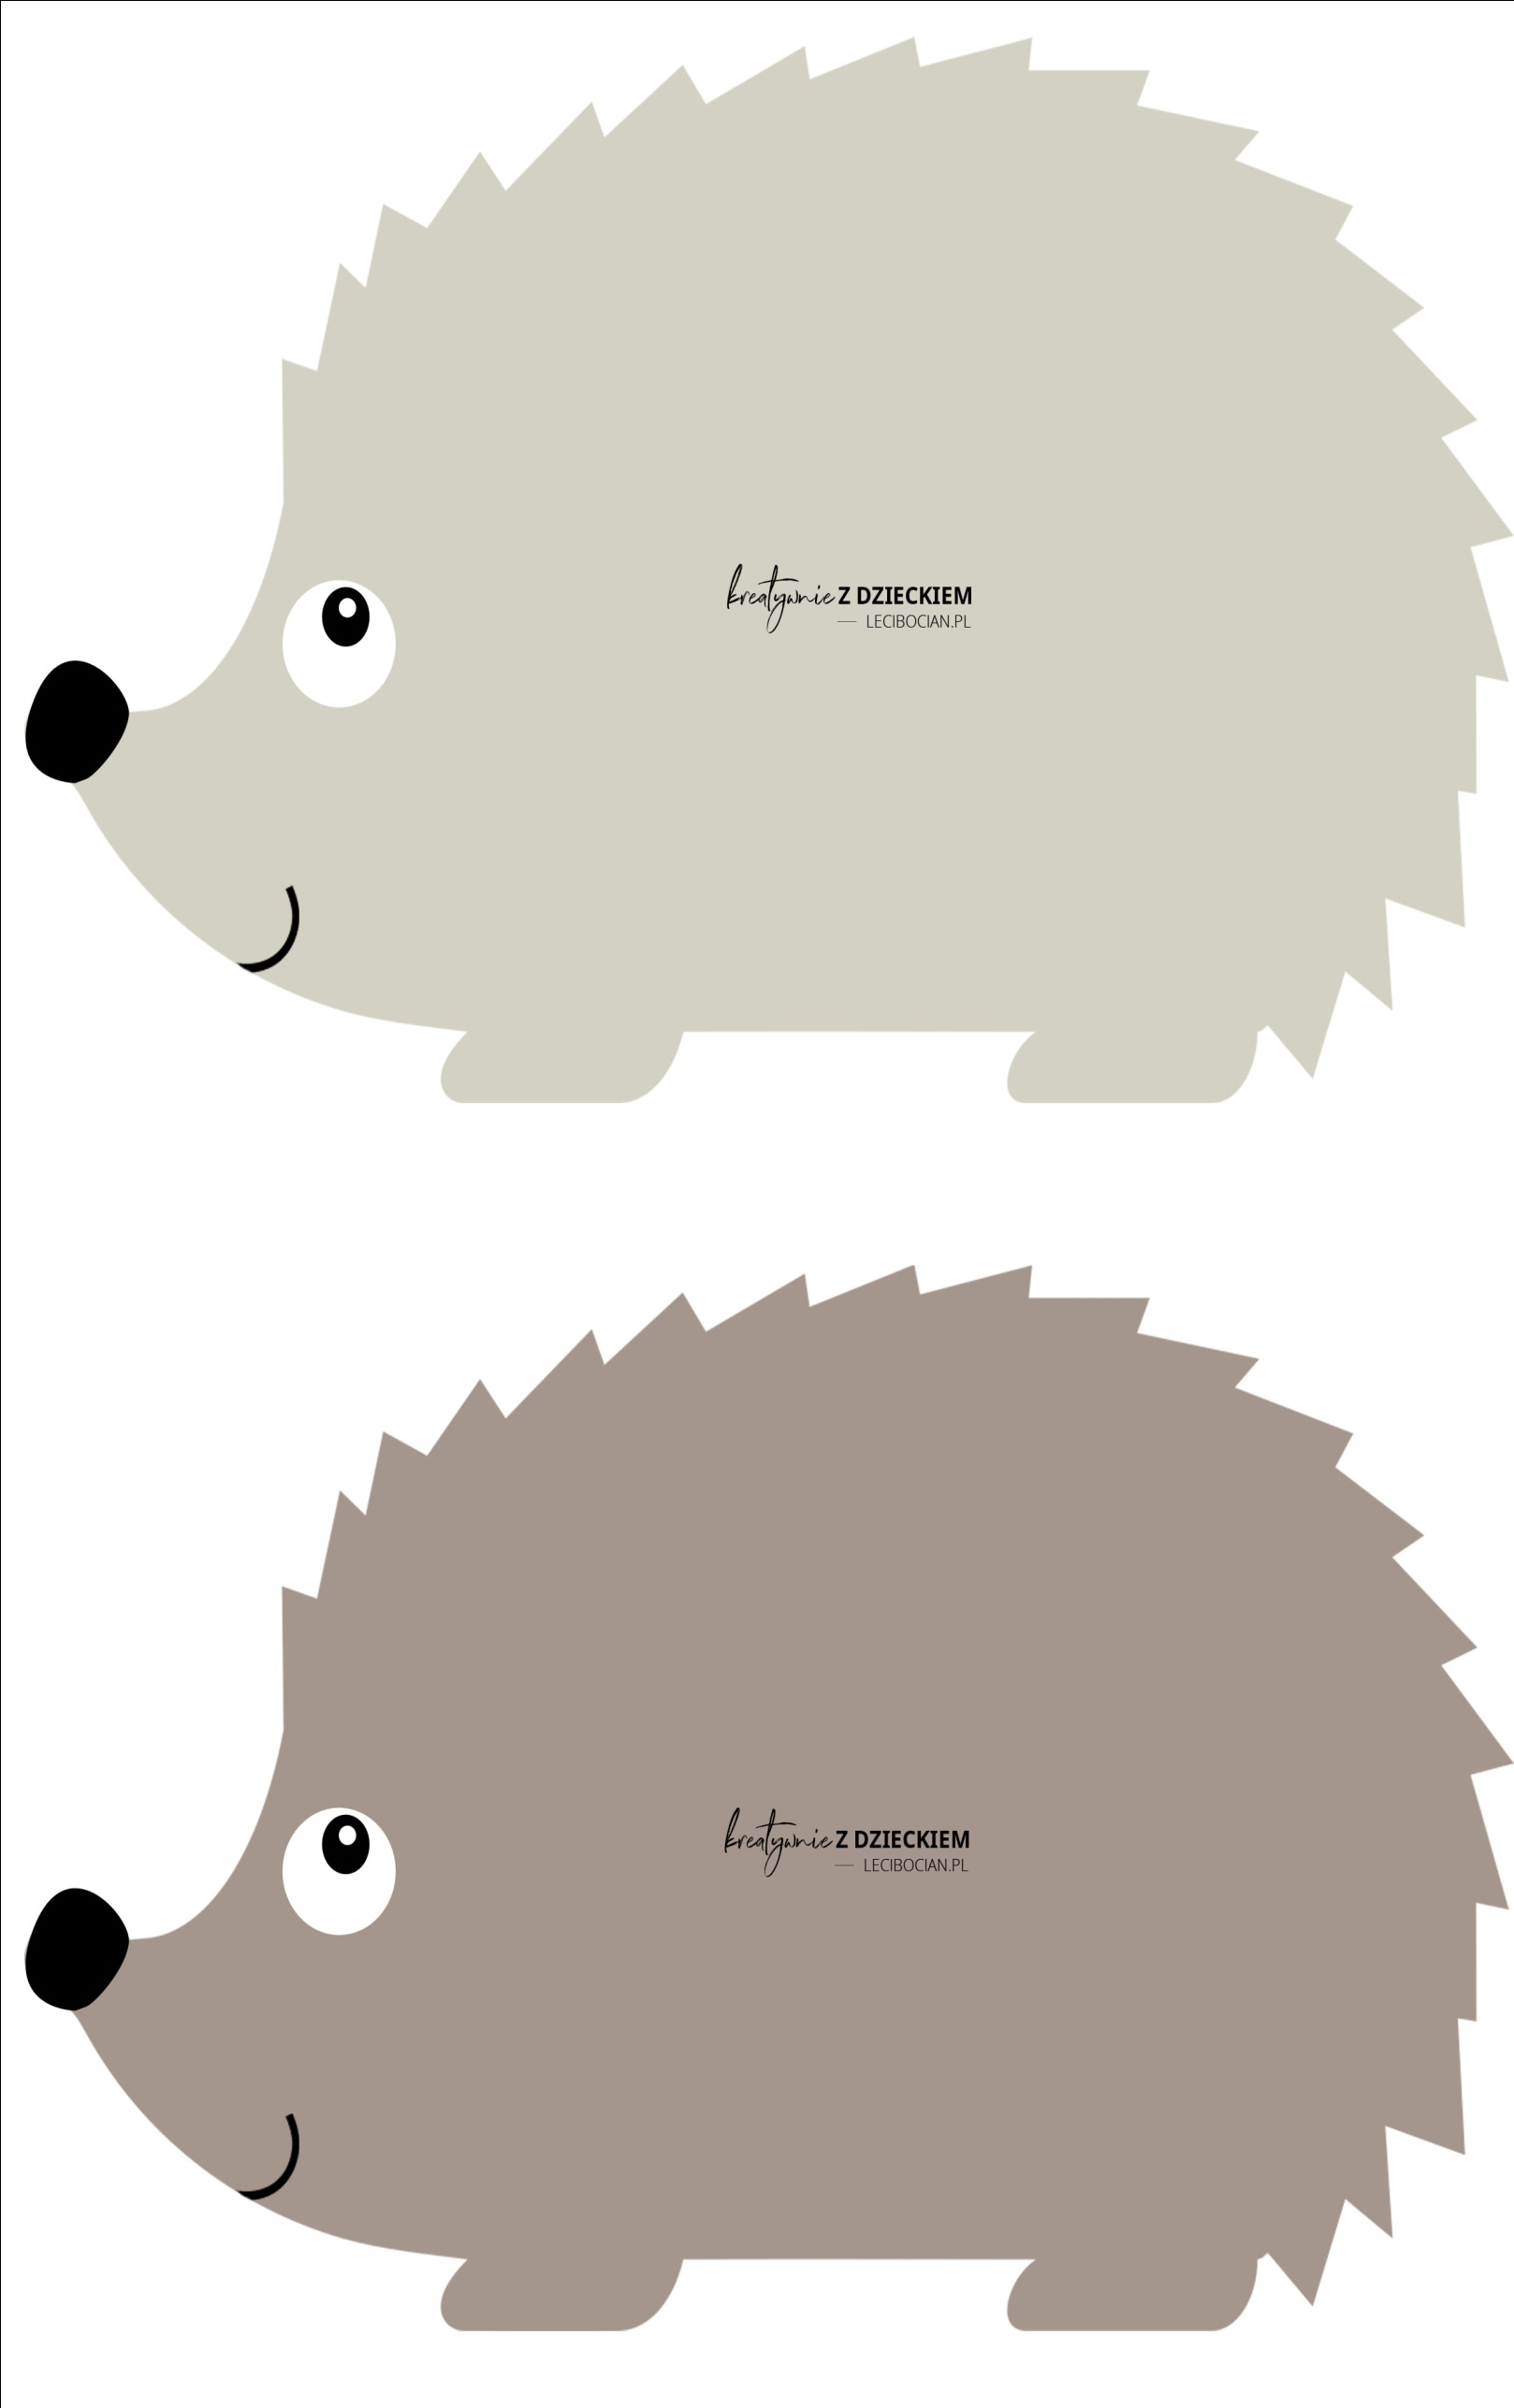 kreatywnie Z DZIECKIEM
LECIBOCIAN.PL
kreatywnie Z DZIECKIEM
LECIBOCIAN.PL